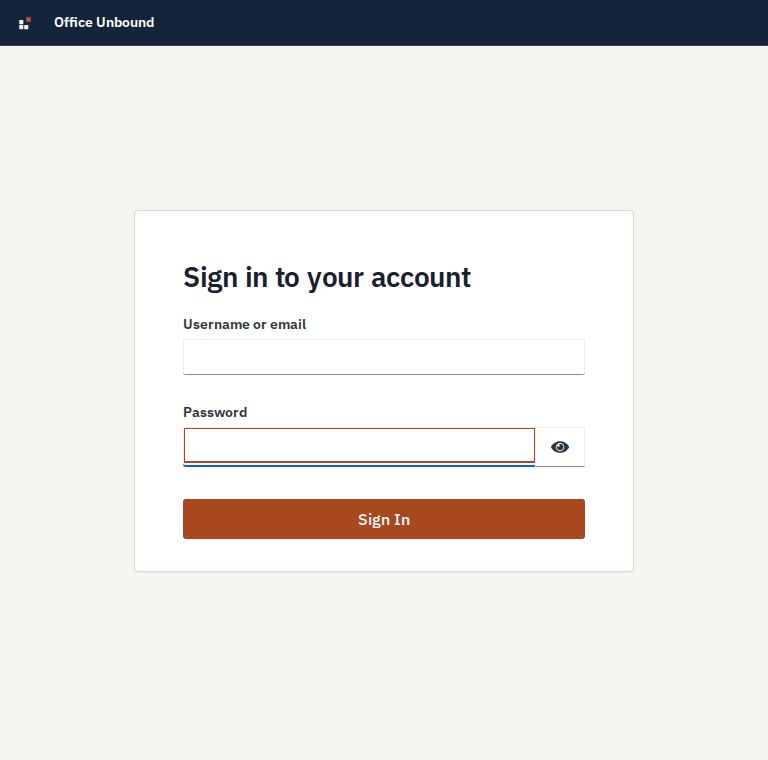 Office Unbound
Sign in to your account
Username or email
Password
Sign In